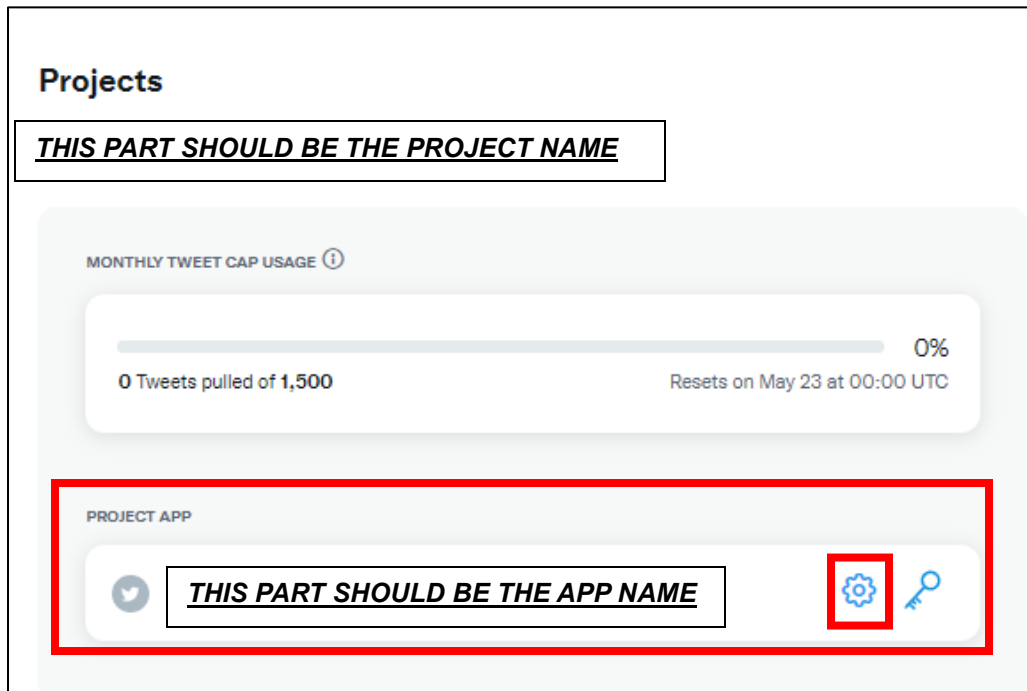 Projects
THIS PART SHOULD BE THE PROJECT NAME
MONTHLY TWEET CAP USAGE
0%
0 Tweets pulled of 1,500
Resets on May 23 at 00:00 UTC
PROJECT APP
THIS PART SHOULD BE THE APP NAME